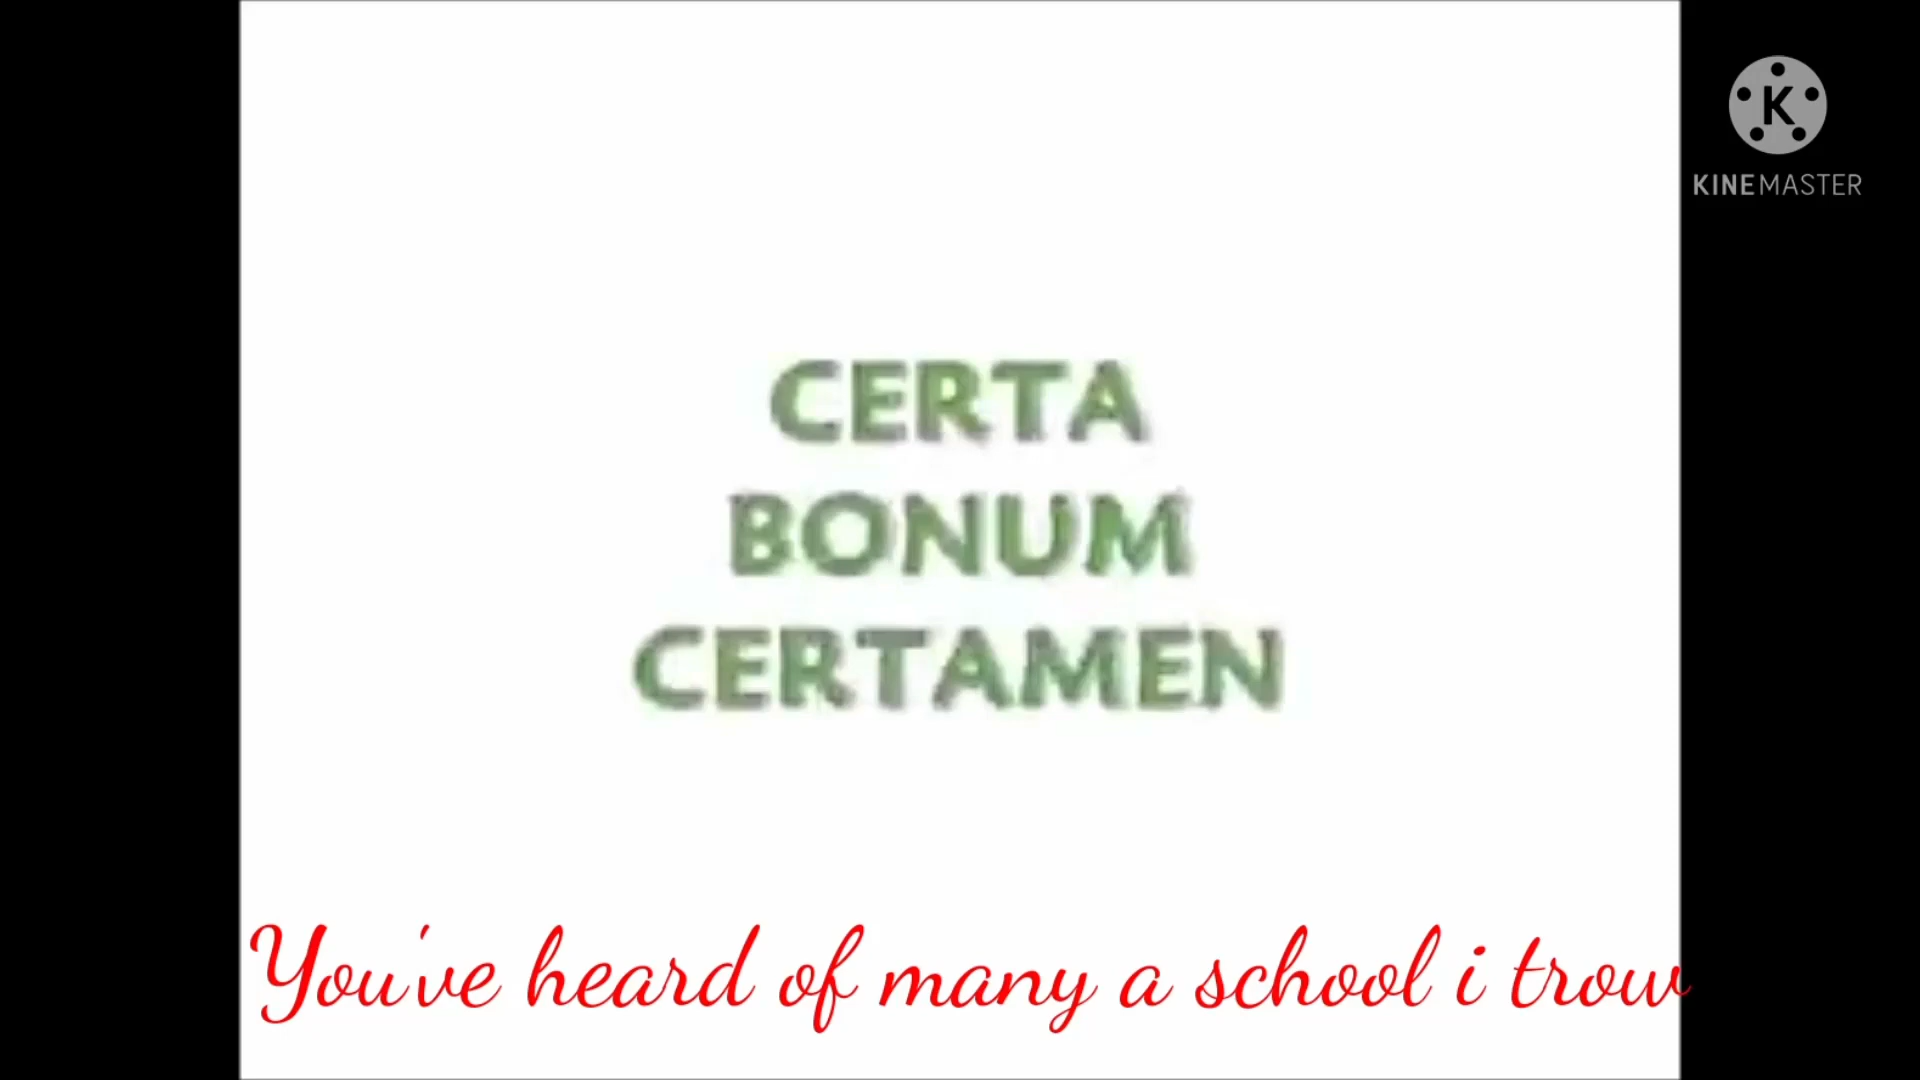 K
KINEMASTER
CERTA
BONUM
CERTAMEN
You've heard of many a school i trow